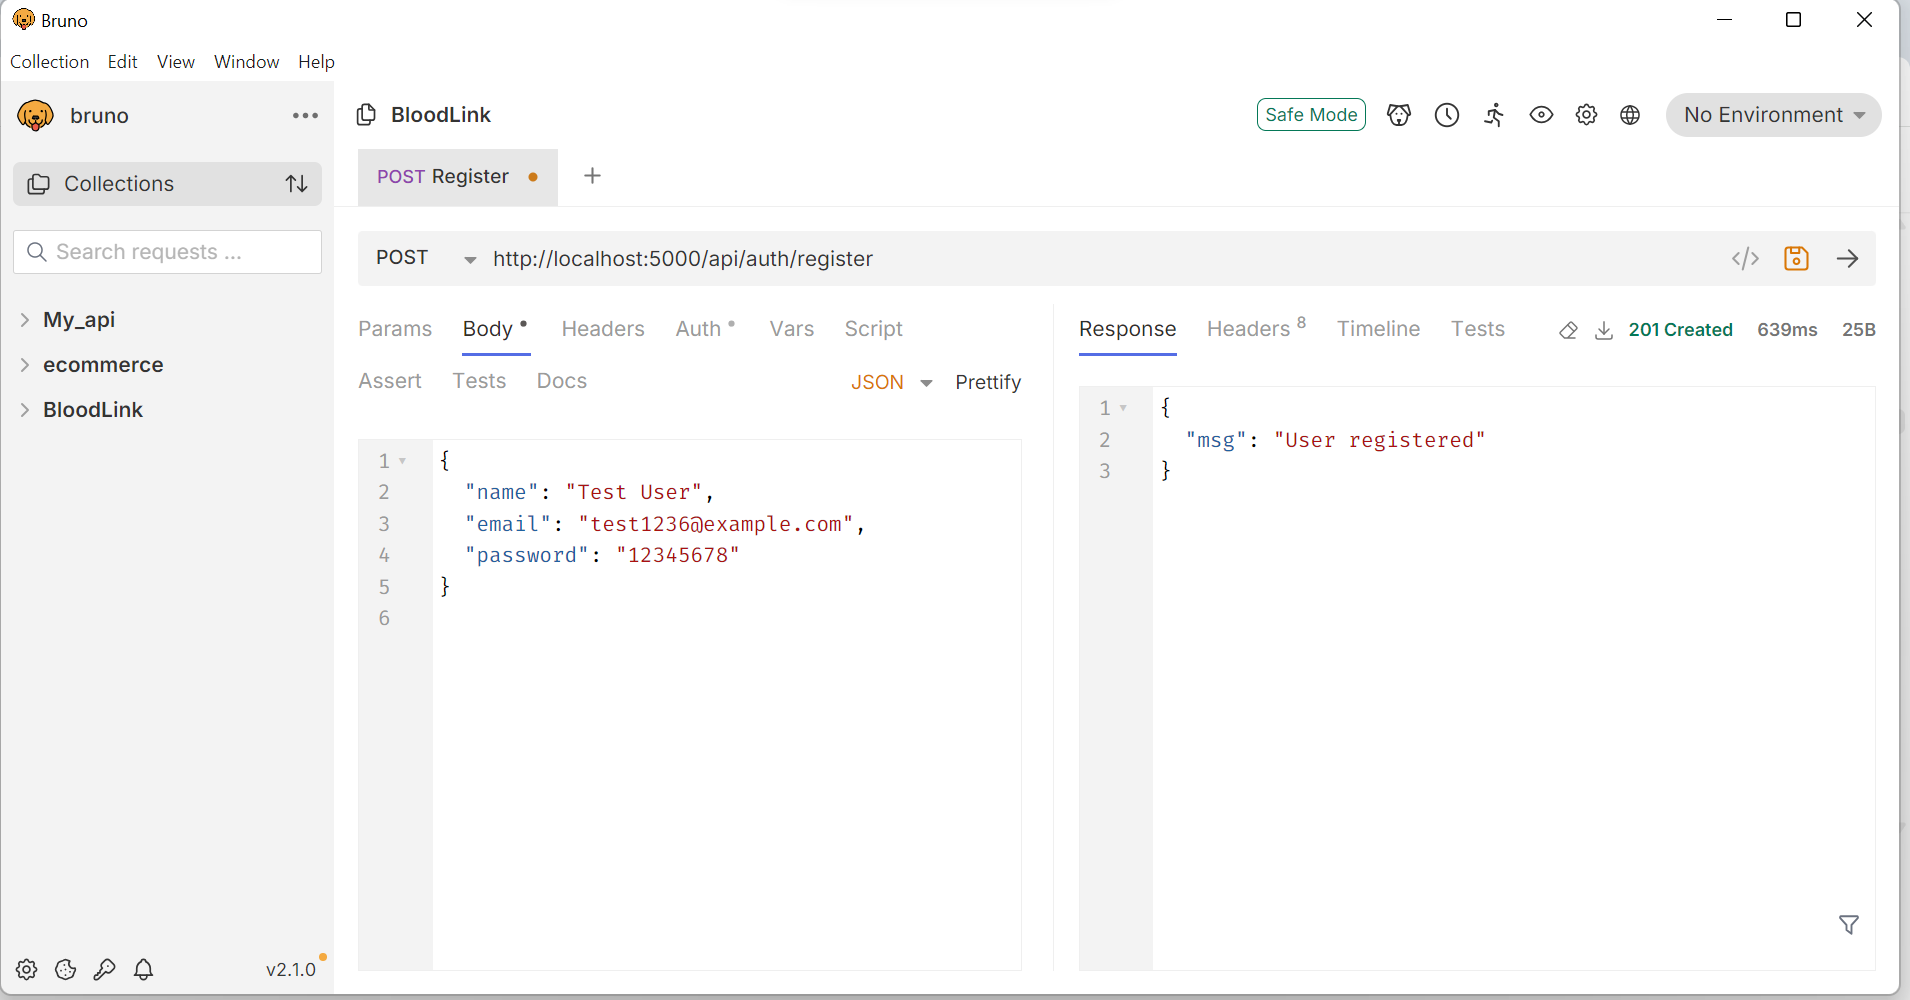 Bruno
Collection Edit View Window Help
bruno
BloodLink
Safe Mode
No Environment
Collections
POST Register
Search requests ...
POST http://localhost:5000/api/auth/register
My_api
ecommerce
BloodLink
Params Body Headers Auth Vars Script
Assert Tests Docs
JSON Prettify
1 {
2 "name": "Test User",
3 "email": "test1236@example.com",
4 "password": "12345678"
5 }
6
Response Headers 8 Timeline Tests
201 Created 639ms 25B
1 {
2 "msg": "User registered"
3 }
v2.1.0